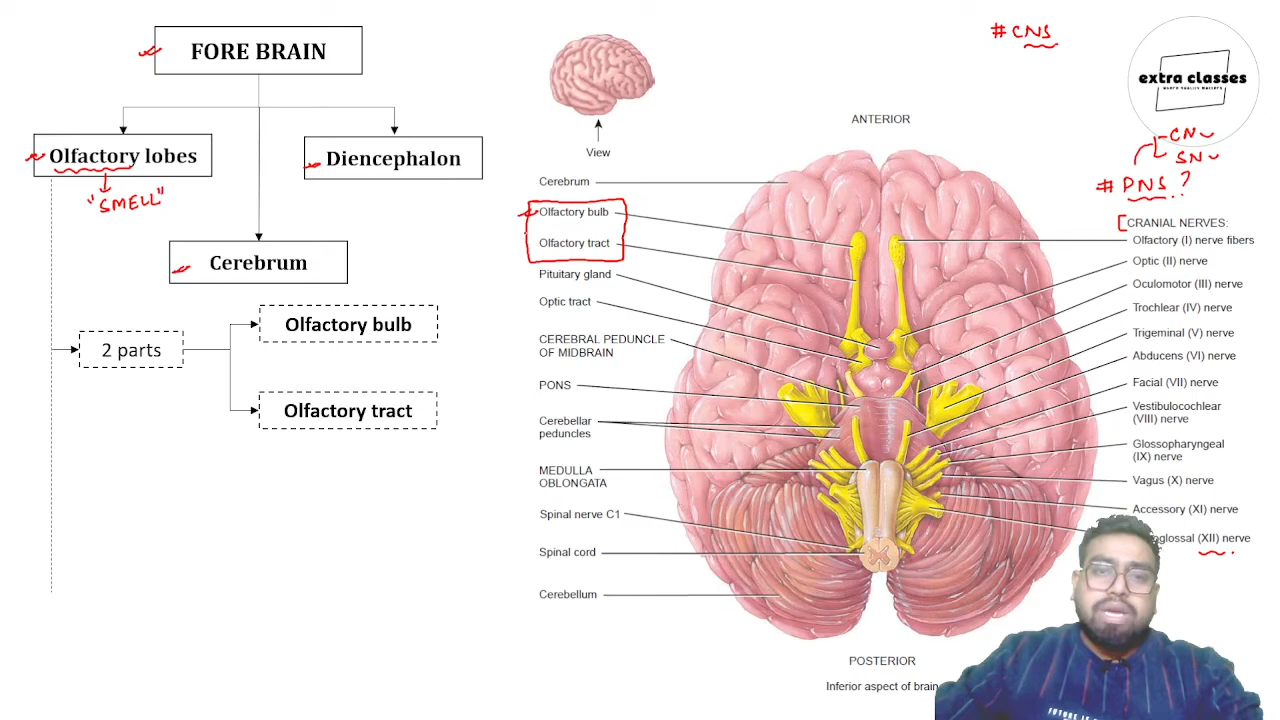 FORE BRAIN
Olfactory lobes
"SMELL"
Diencephalon
Cerebrum
2 parts
Olfactory bulb
Olfactory tract
# CNS
extra classes
WHERE QUALITY MATTERS
CN
SN
# PNS ?
View
ANTERIOR
Cerebrum
Olfactory bulb
Olfactory tract
Pituitary gland
Optic tract
CEREBRAL PEDUNCLE
OF MIDBRAIN
PONS
Cerebellar
peduncles
MEDULLA
OBLONGATA
Spinal nerve C1
Spinal cord
Cerebellum
[CRANIAL NERVES:
Olfactory (I) nerve fibers
Optic (II) nerve
Oculomotor (III) nerve
Trochlear (IV) nerve
Trigeminal (V) nerve
Abducens (VI) nerve
Facial (VII) nerve
Vestibulocochlear
(VIII) nerve
Glossopharyngeal
(IX) nerve
Vagus (X) nerve
Accessory (XI) nerve
oglossal (XII) nerve
POSTERIOR
Inferior aspect of brain